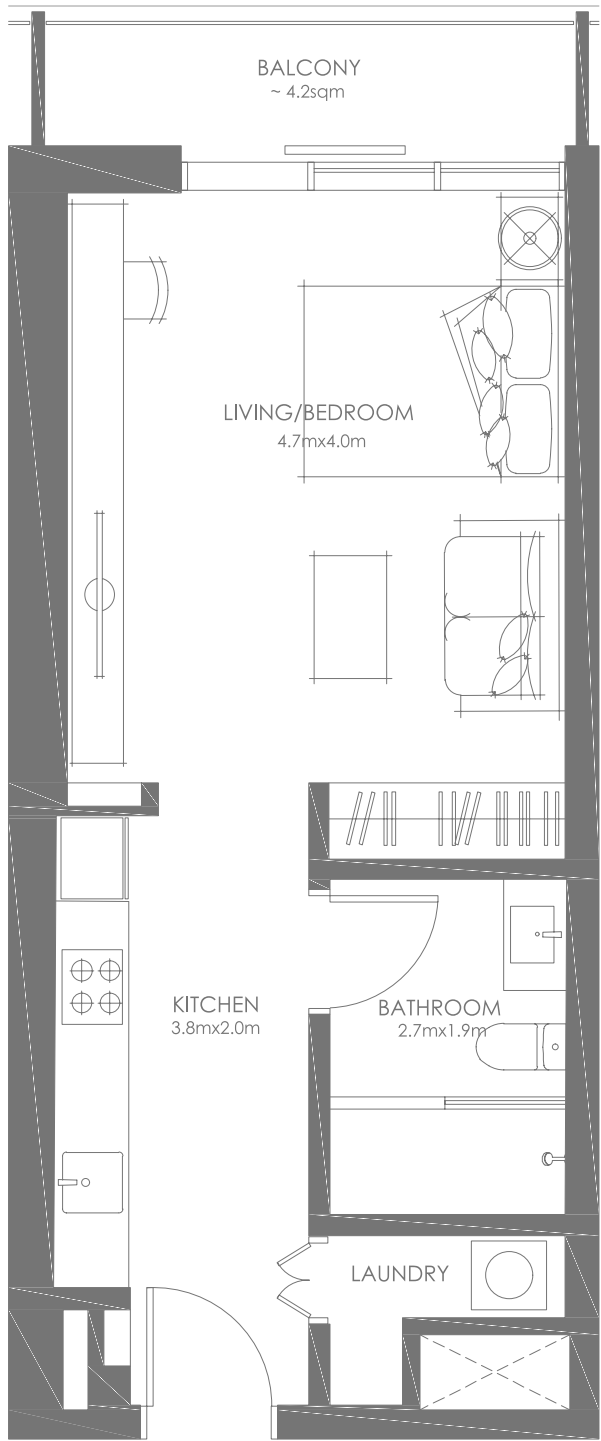 BALCONY
~ 4.2sqm
LIVING/BEDROOM
4.7mx4.0m
KITCHEN
3.8mx2.0m
BATHROOM
2.7mx1.9m
LAUNDRY